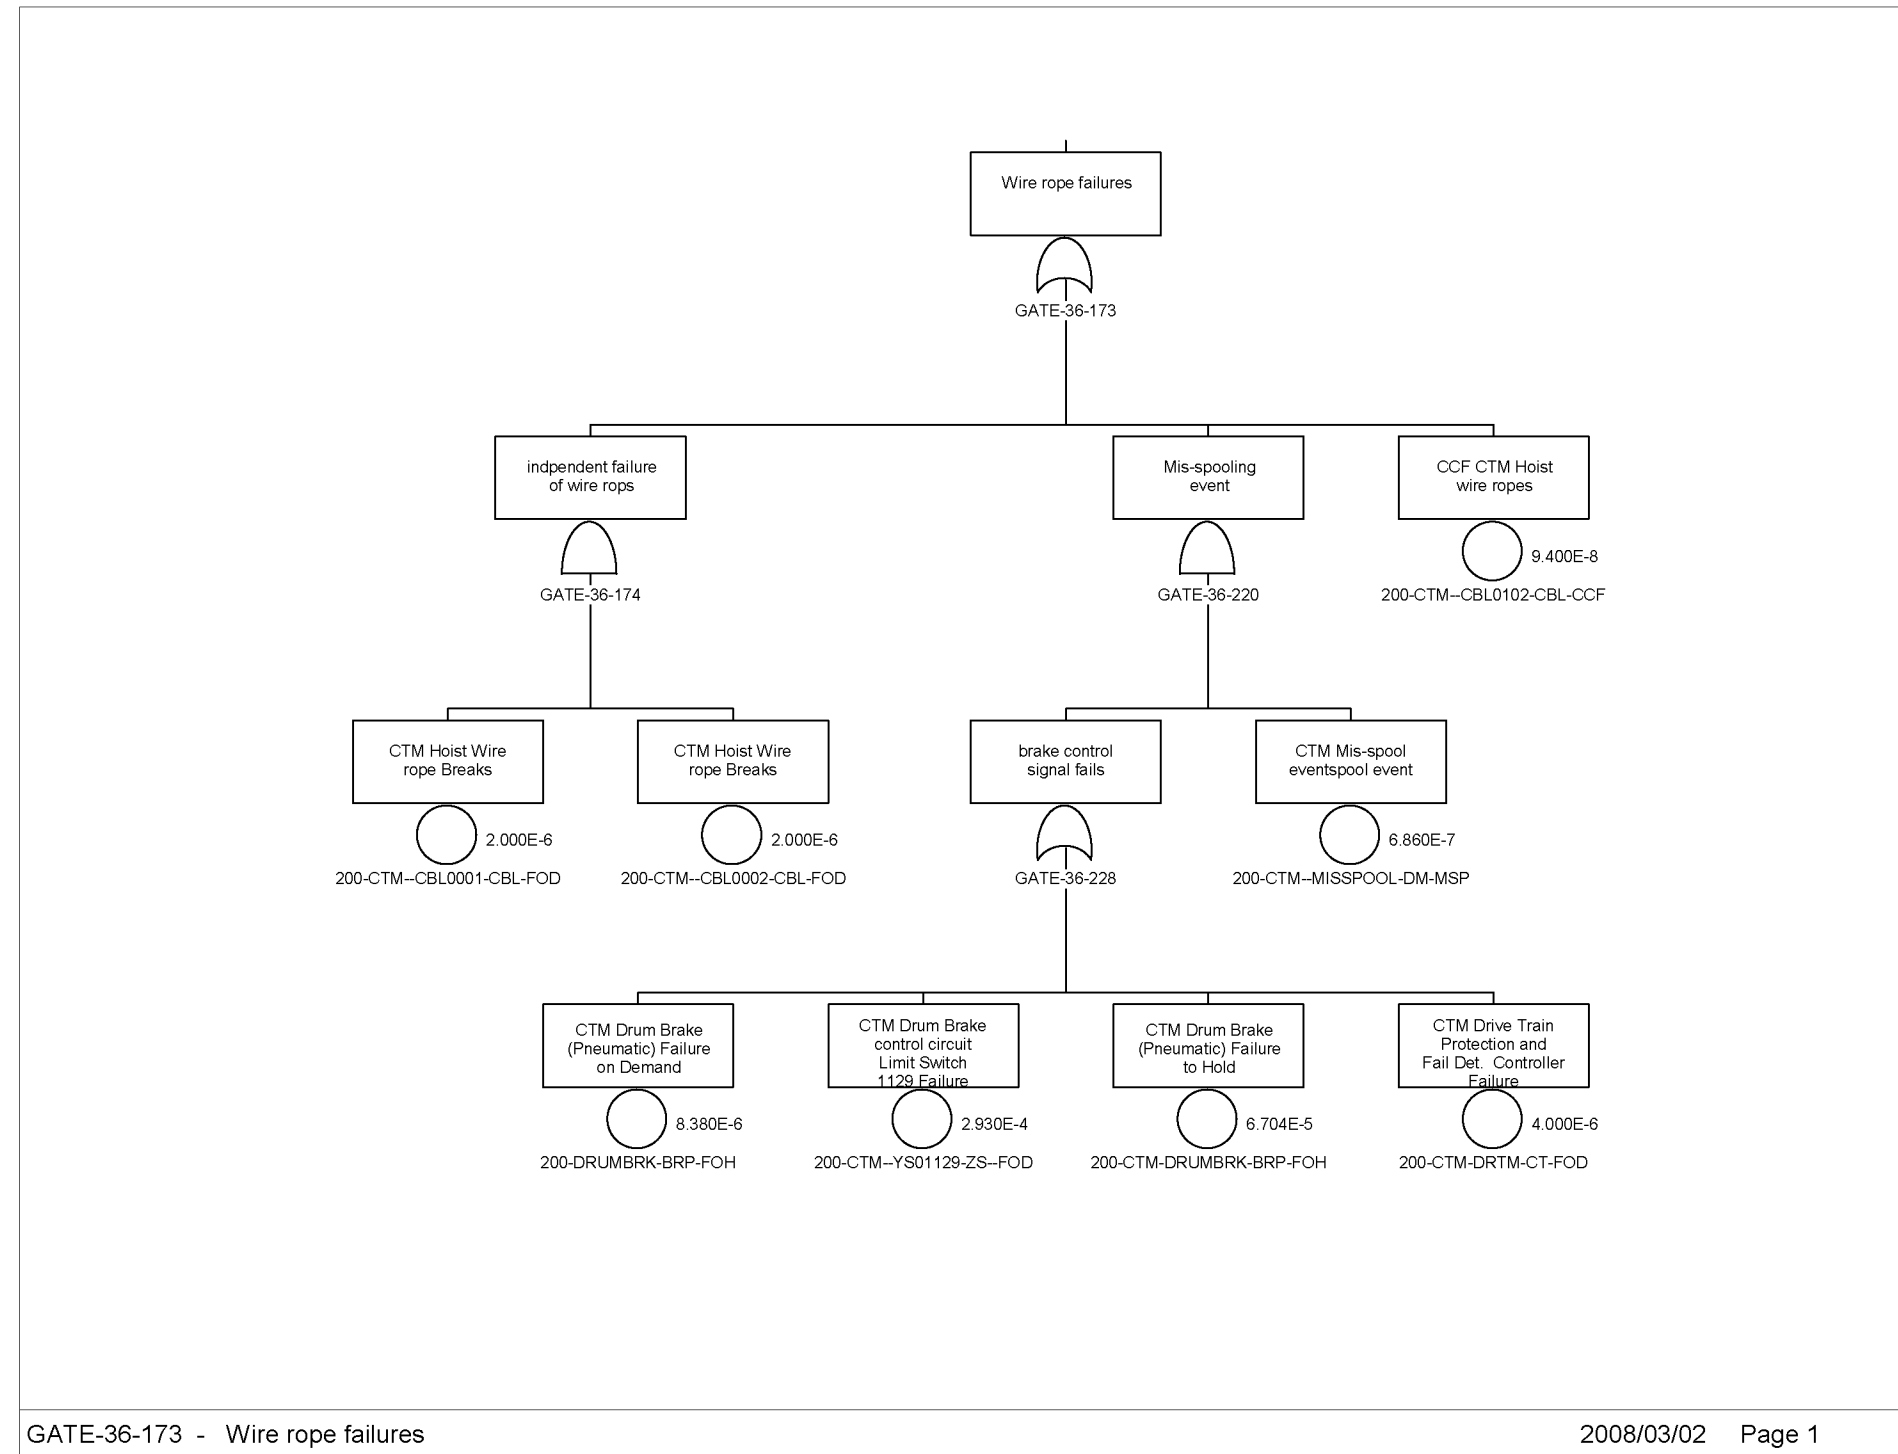 Wire rope failures
GATE-36-173
indpendent failure
of wire rops
GATE-36-174
Mis-spooling
event
GATE-36-220
CCF CTM Hoist
wire ropes
9.400E-8
200-CTM--CBL0102-CBL-CCF
CTM Hoist Wire
rope Breaks
2.000E-6
200-CTM--CBL0001-CBL-FOD
CTM Hoist Wire
rope Breaks
2.000E-6
200-CTM--CBL0002-CBL-FOD
brake control
signal fails
GATE-36-228
CTM Mis-spool
eventspool event
6.860E-7
200-CTM--MISSPOOL-DM-MSP
CTM Drum Brake
(Pneumatic) Failure
on Demand
8.380E-6
200-DRUMBRK-BRP-FOH
CTM Drum Brake
control circuit
Limit Switch
1129 Failure
2.930E-4
200-CTM--YS01129-ZS--FOD
CTM Drum Brake
(Pneumatic) Failure
to Hold
6.704E-5
200-CTM-DRUMBRK-BRP-FOH
CTM Drive Train
Protection and
Fail Det.  Controller
Failure
4.000E-6
200-CTM-DRTM-CT-FOD
GATE-36-173 - Wire rope failures
2008/03/02 Page 1